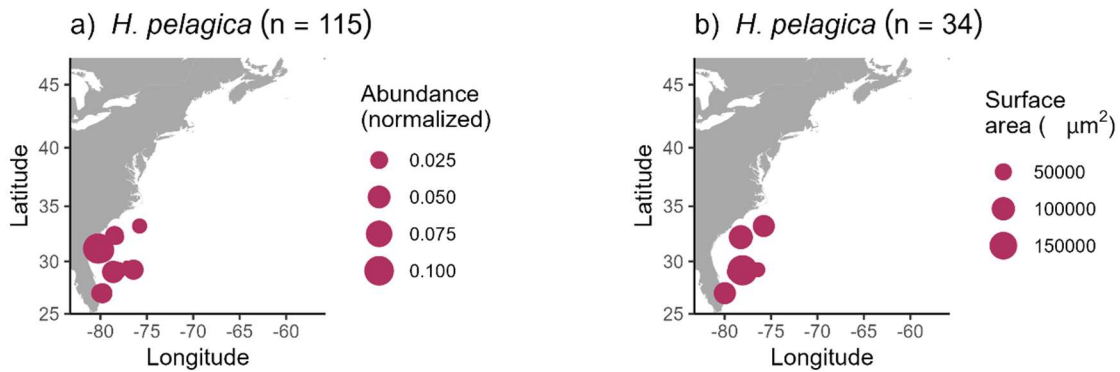 a) H. pelagica (n = 115)
45
40
35
30
25
-80 -75 -70 -65 -60
Latitude
Longitude
Abundance
(normalized)
0.025
0.050
0.075
0.100
b) H. pelagica (n = 34)
45
40
35
30
25
-80 -75 -70 -65 -60
Latitude
Longitude
Surface
area ( μm²)
50000
100000
150000